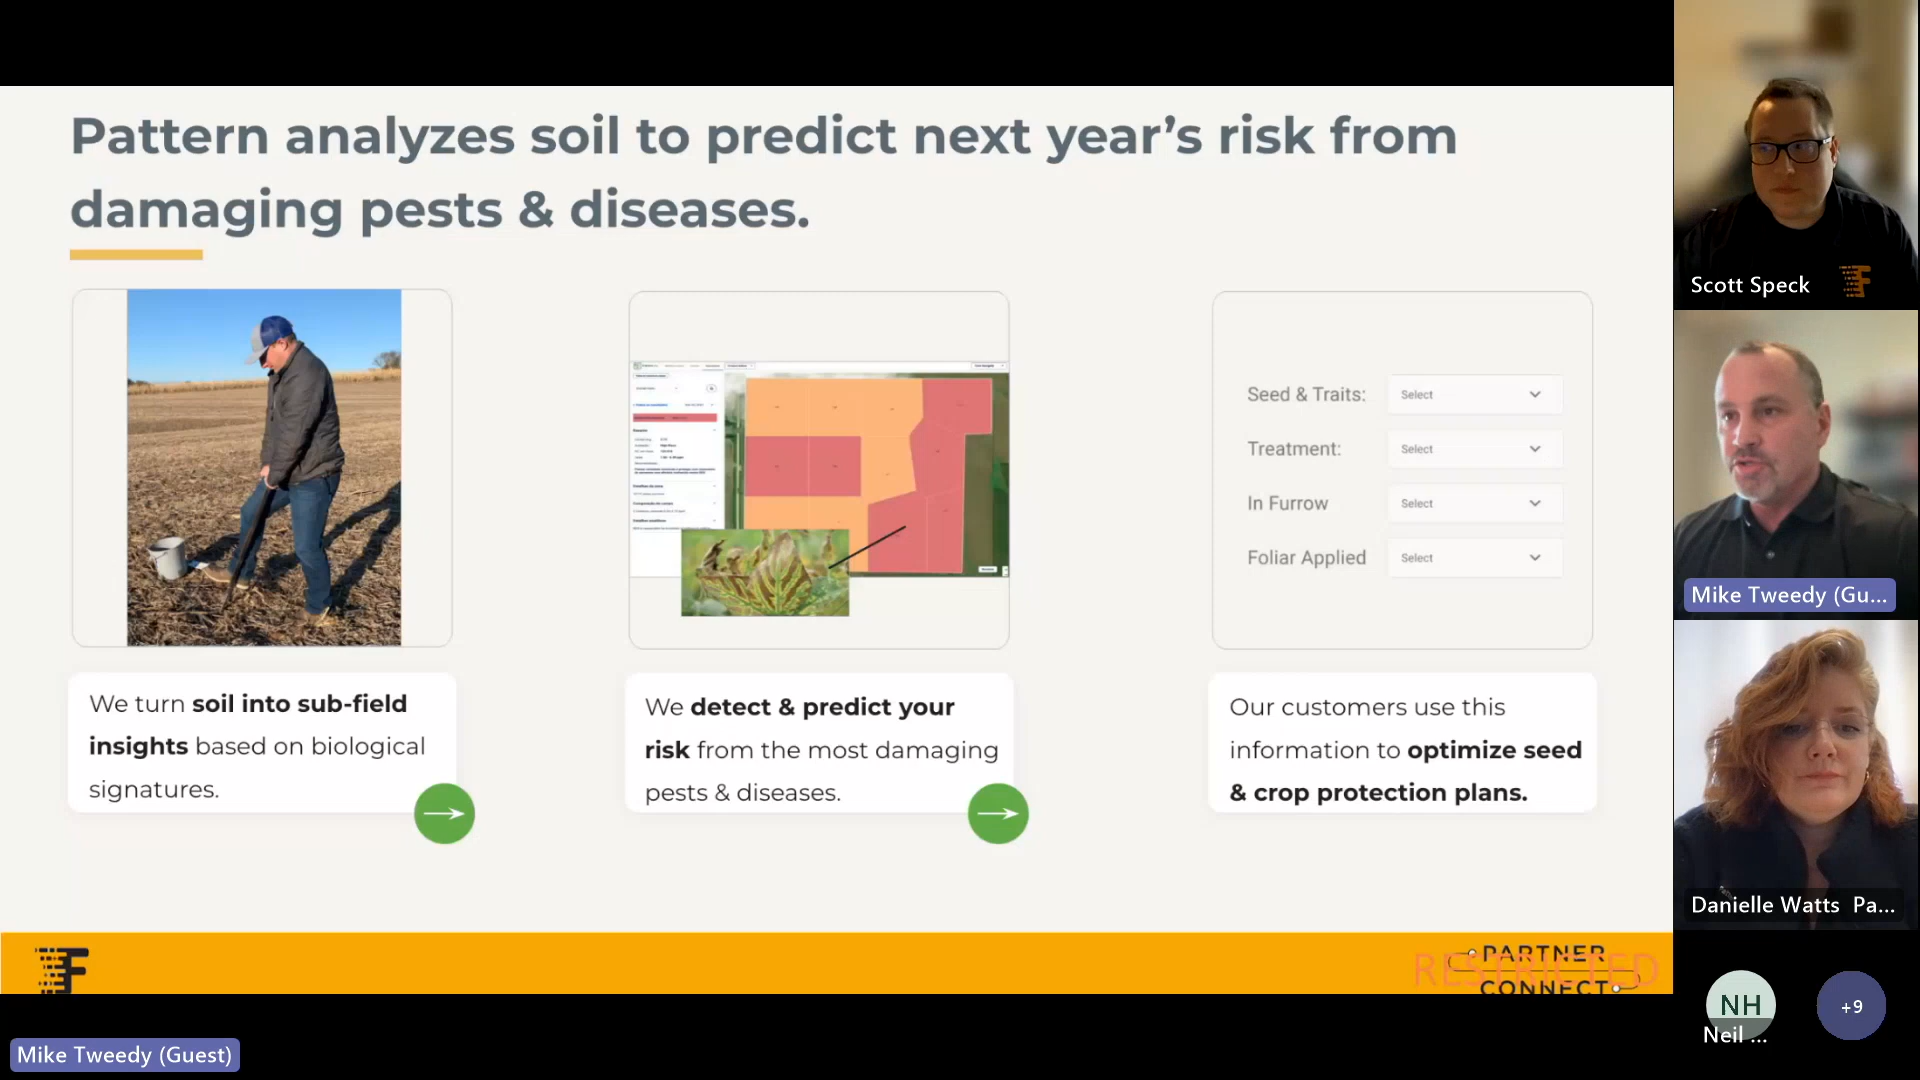 Pattern analyzes soil to predict next year’s risk from
damaging pests & diseases.
Seed & Traits: Select
Treatment: Select
In Furrow Select
Foliar Applied Select
We turn soil into sub-field
insights based on biological
signatures.
We detect & predict your
risk from the most damaging
pests & diseases.
Our customers use this
information to optimize seed
& crop protection plans.
PARTNER
CONNECT
RESTRICTED
Mike Tweedy (Guest)
Scott Speck
Mike Tweedy (Gu...
Danielle Watts Pa...
NH
Neil ...
+9